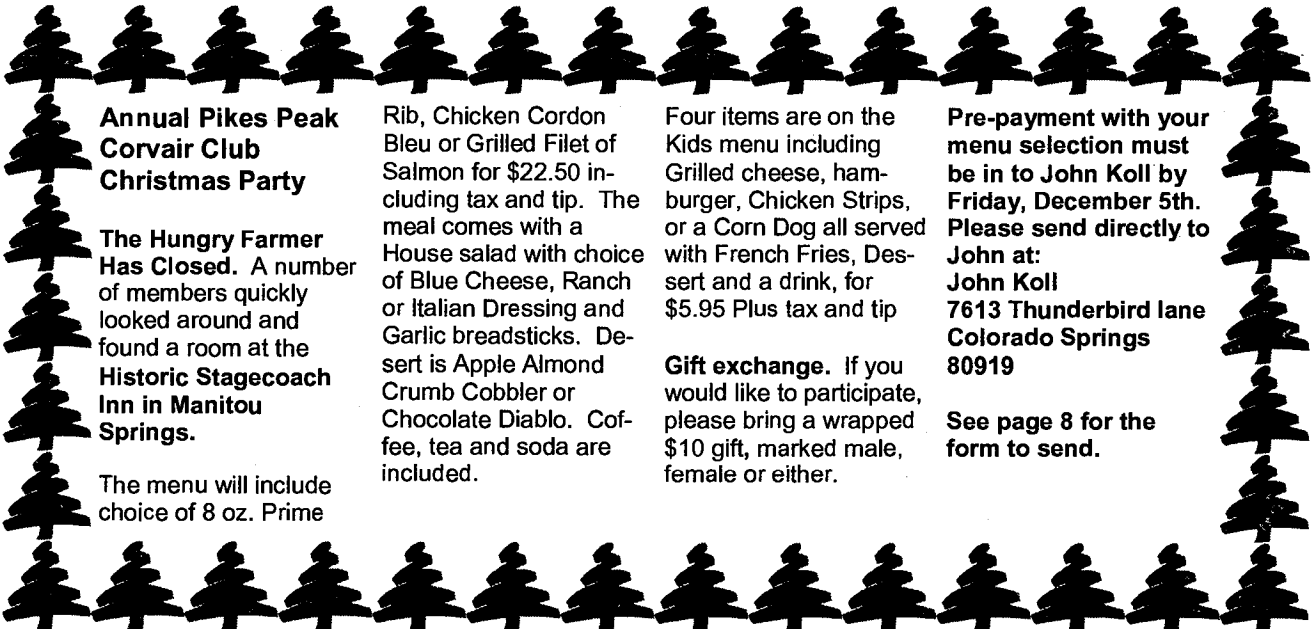 Annual Pikes Peak
Corvair Club
Christmas Party
The Hungry Farmer
Has Closed. A number
of members quickly
looked around and
found a room at the
Historic Stagecoach
Inn in Manitou
Springs.
The menu will include
choice of 8 oz. Prime
Rib, Chicken Cordon
Bleu or Grilled Filet of
Salmon for $22.50 in-
cluding tax and tip. The
meal comes with a
House salad with choice
of Blue Cheese, Ranch
or Italian Dressing and
Garlic breadsticks. De-
sert is Apple Almond
Crumb Cobbler or
Chocolate Diablo. Cof-
fee, tea and soda are
included.
Four items are on the
Kids menu including
Grilled cheese, ham-
burger, Chicken Strips,
or a Corn Dog all served
with French Fries, Des-
sert and a drink, for
$5.95 Plus tax and tip
Gift exchange. If you
would like to participate,
please bring a wrapped
$10 gift, marked male,
female or either.
Pre-payment with your
menu selection must
be in to John Koll by
Friday, December 5th.
Please send directly to
John at:
John Koll
7613 Thunderbird lane
Colorado Springs
80919
See page 8 for the
form to send.